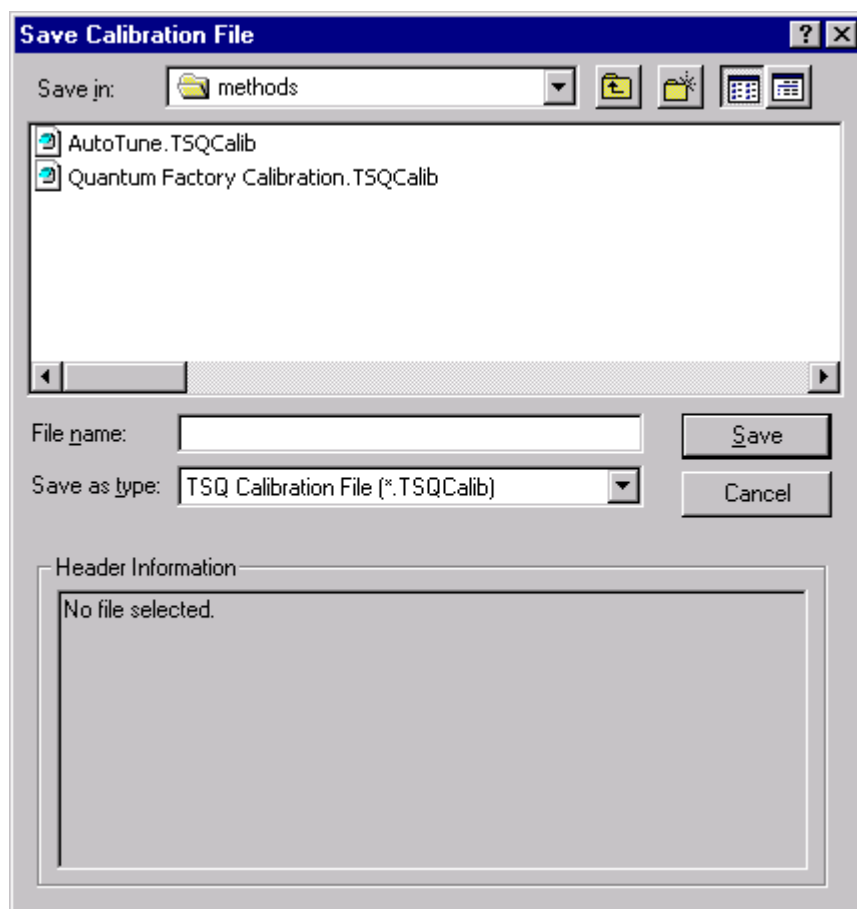 Save Calibration File
Save in: methods
AutoTune.TSQCalib
Quantum Factory Calibration.TSQCalib
File name: Save
Save as type: TSQ Calibration File (*.TSQCalib) Cancel
Header Information
No file selected.